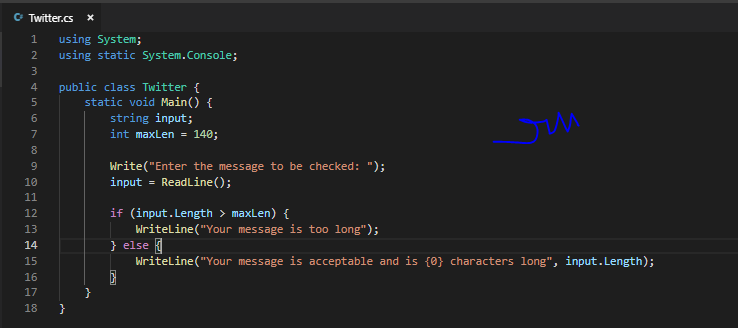 Twitter.cs ×
1 using System;
2 using static System.Console;
3
4 public class Twitter {
5     static void Main() {
6         string input;
7         int maxLen = 140;
8
9         Write("Enter the message to be checked: ");
10         input = ReadLine();
11
12         if (input.Length > maxLen) {
13             WriteLine("Your message is too long");
14         } else {
15             WriteLine("Your message is acceptable and is {0} characters long", input.Length);
16         }
17     }
18 }